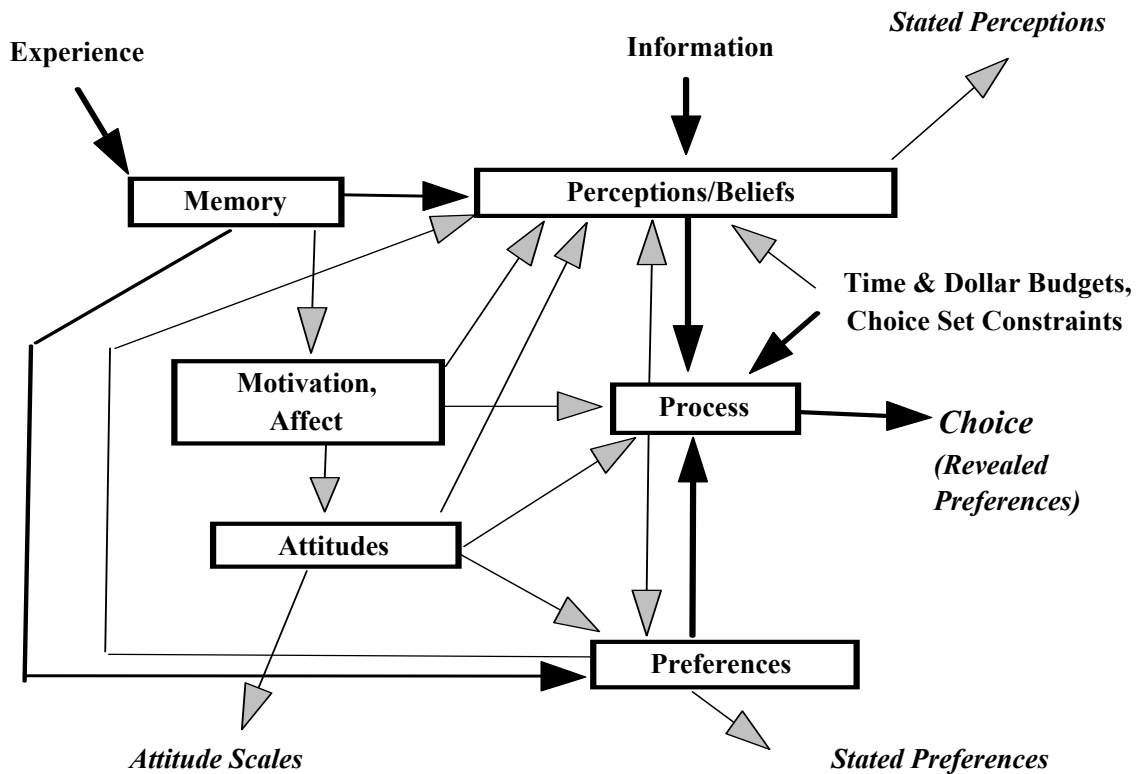 Stated Perceptions
Experience
Information
Memory
Perceptions/Beliefs
Time & Dollar Budgets,
Choice Set Constraints
Motivation,
Affect
Process
Choice
(Revealed
Preferences)
Attitudes
Preferences
Attitude Scales
Stated Preferences